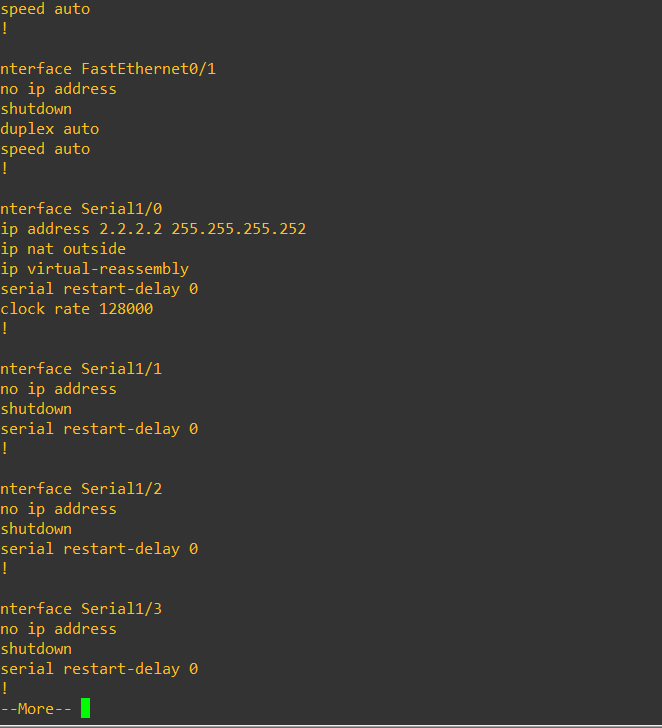 speed auto
!
nterface FastEthernet0/1
no ip address
shutdown
duplex auto
speed auto
!
nterface Serial1/0
ip address 2.2.2.2 255.255.255.252
ip nat outside
ip virtual-reassembly
serial restart-delay 0
clock rate 128000
!
nterface Serial1/1
no ip address
shutdown
serial restart-delay 0
!
nterface Serial1/2
no ip address
shutdown
serial restart-delay 0
!
nterface Serial1/3
no ip address
shutdown
serial restart-delay 0
!
--More--